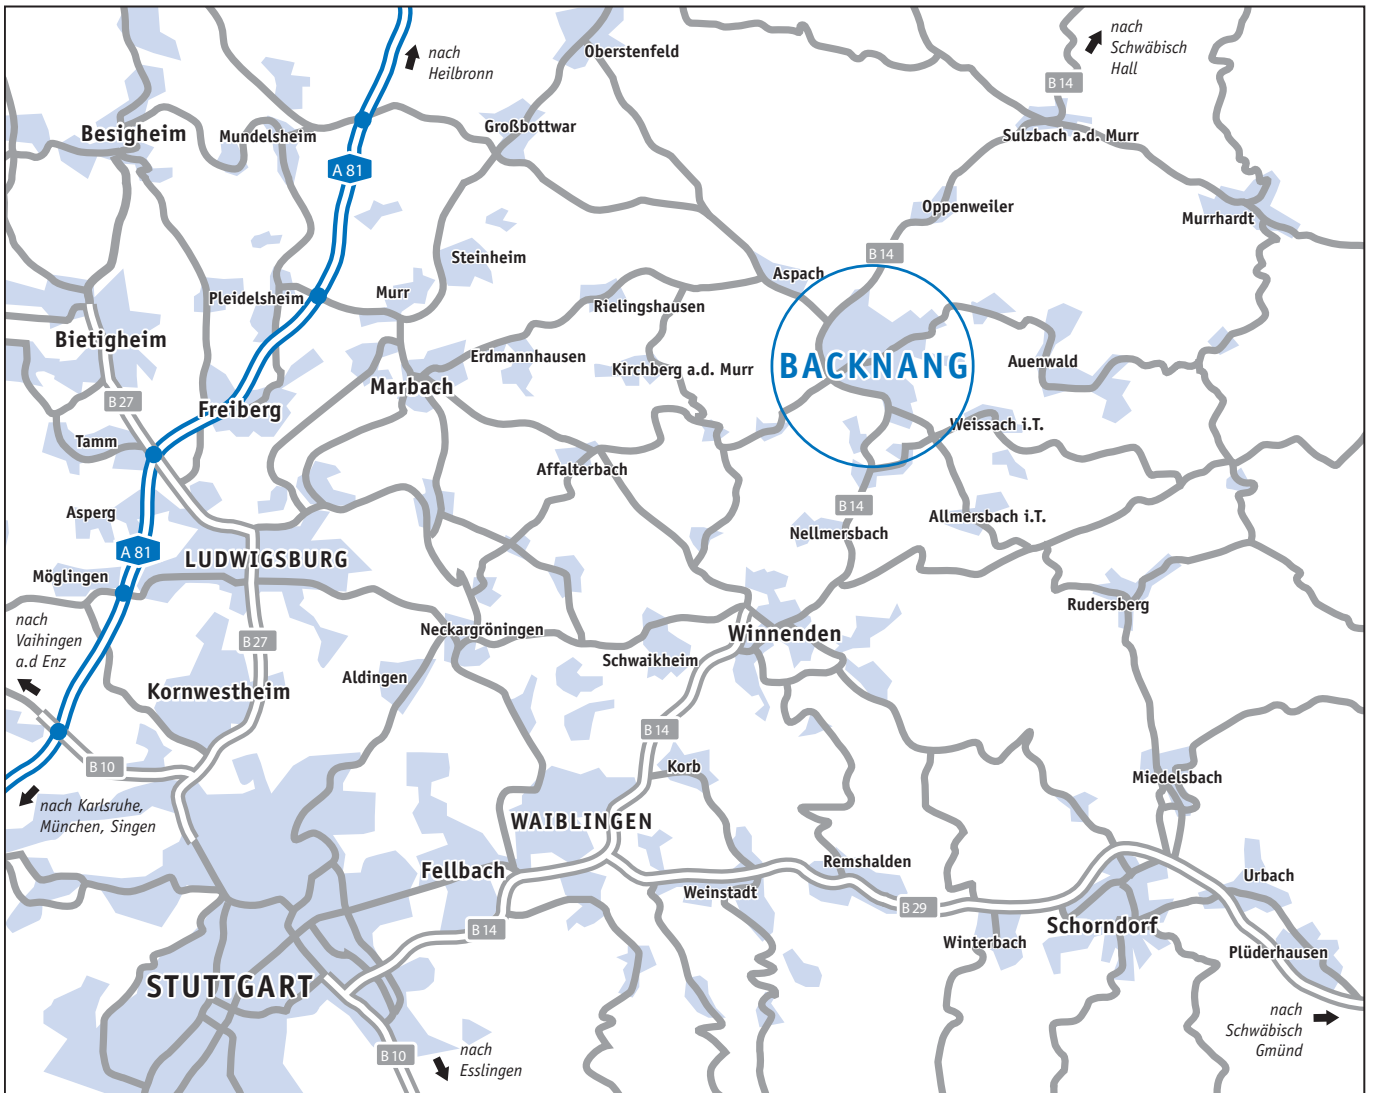 nach
Heilbronn
Oberstenfeld
nach
Schwäbisch
Hall
B 14
Besigheim
Mundelsheim
Großbottwar
Sulzbach a.d. Murr
A 81
Oppenweiler
Murrhardt
Steinheim
B 14
Aspach
Pleidelsheim
Murr
Rielingshausen
Bietigheim
Erdmannhausen
Kirchberg a.d. Murr
BACKNANG
Auenwald
Marbach
B 27
Freiberg
Weissach i.T.
Tamm
Affalterbach
B 14
Asperg
Allmersbach i.T.
Nellmersbach
A 81
LUDWIGSBURG
Möglingen
Rudersberg
nach
Vaihingen
a.d Enz
B 27
Neckargröningen
Winnenden
Schwaikheim
Aldingen
Kornwestheim
B 14
B 10
Korb
Miedelsbach
nach Karlsruhe,
München, Singen
WAIBLINGEN
Fellbach
Remshalden
Weinstadt
Urbach
B 29
B 14
Schorndorf
Winterbach
Plüderhausen
STUTTGART
nach
Schwäbisch
Gmünd
B 10
nach
Esslingen